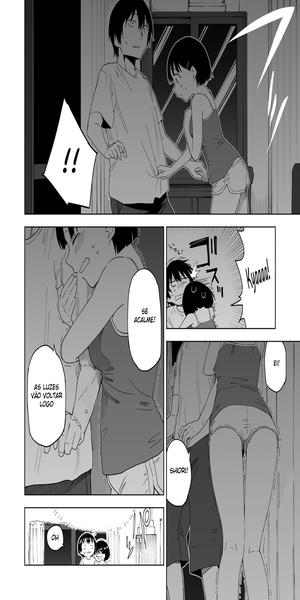 !!
Kyaaaa!
SE
ACALME!
EI!
AS LUZES
VÃO VOLTAR
LOGO
SHIORI!
OH.